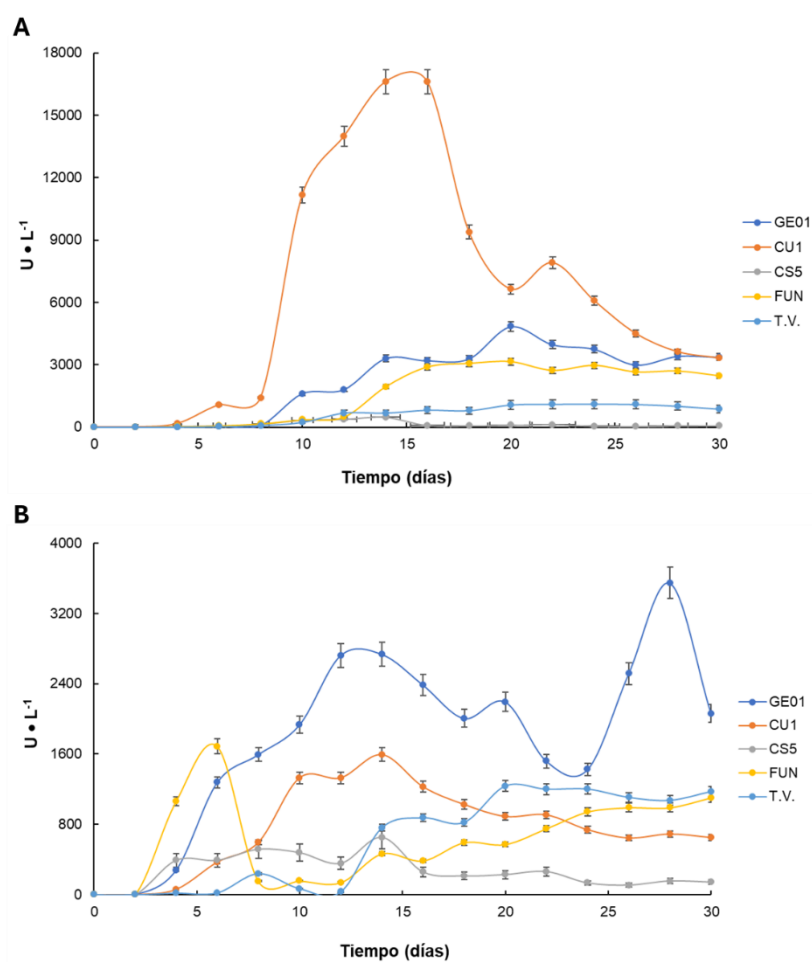 A
18000
15000
12000
9000
6000
3000
0
0 5 10 15 20 25 30
U • L-1
Tiempo (días)
GE01
CU1
CS5
FUN
T.V.
B
4000
3200
2400
1600
800
0
0 5 10 15 20 25 30
U • L-1
Tiempo (días)
GE01
CU1
CS5
FUN
T.V.